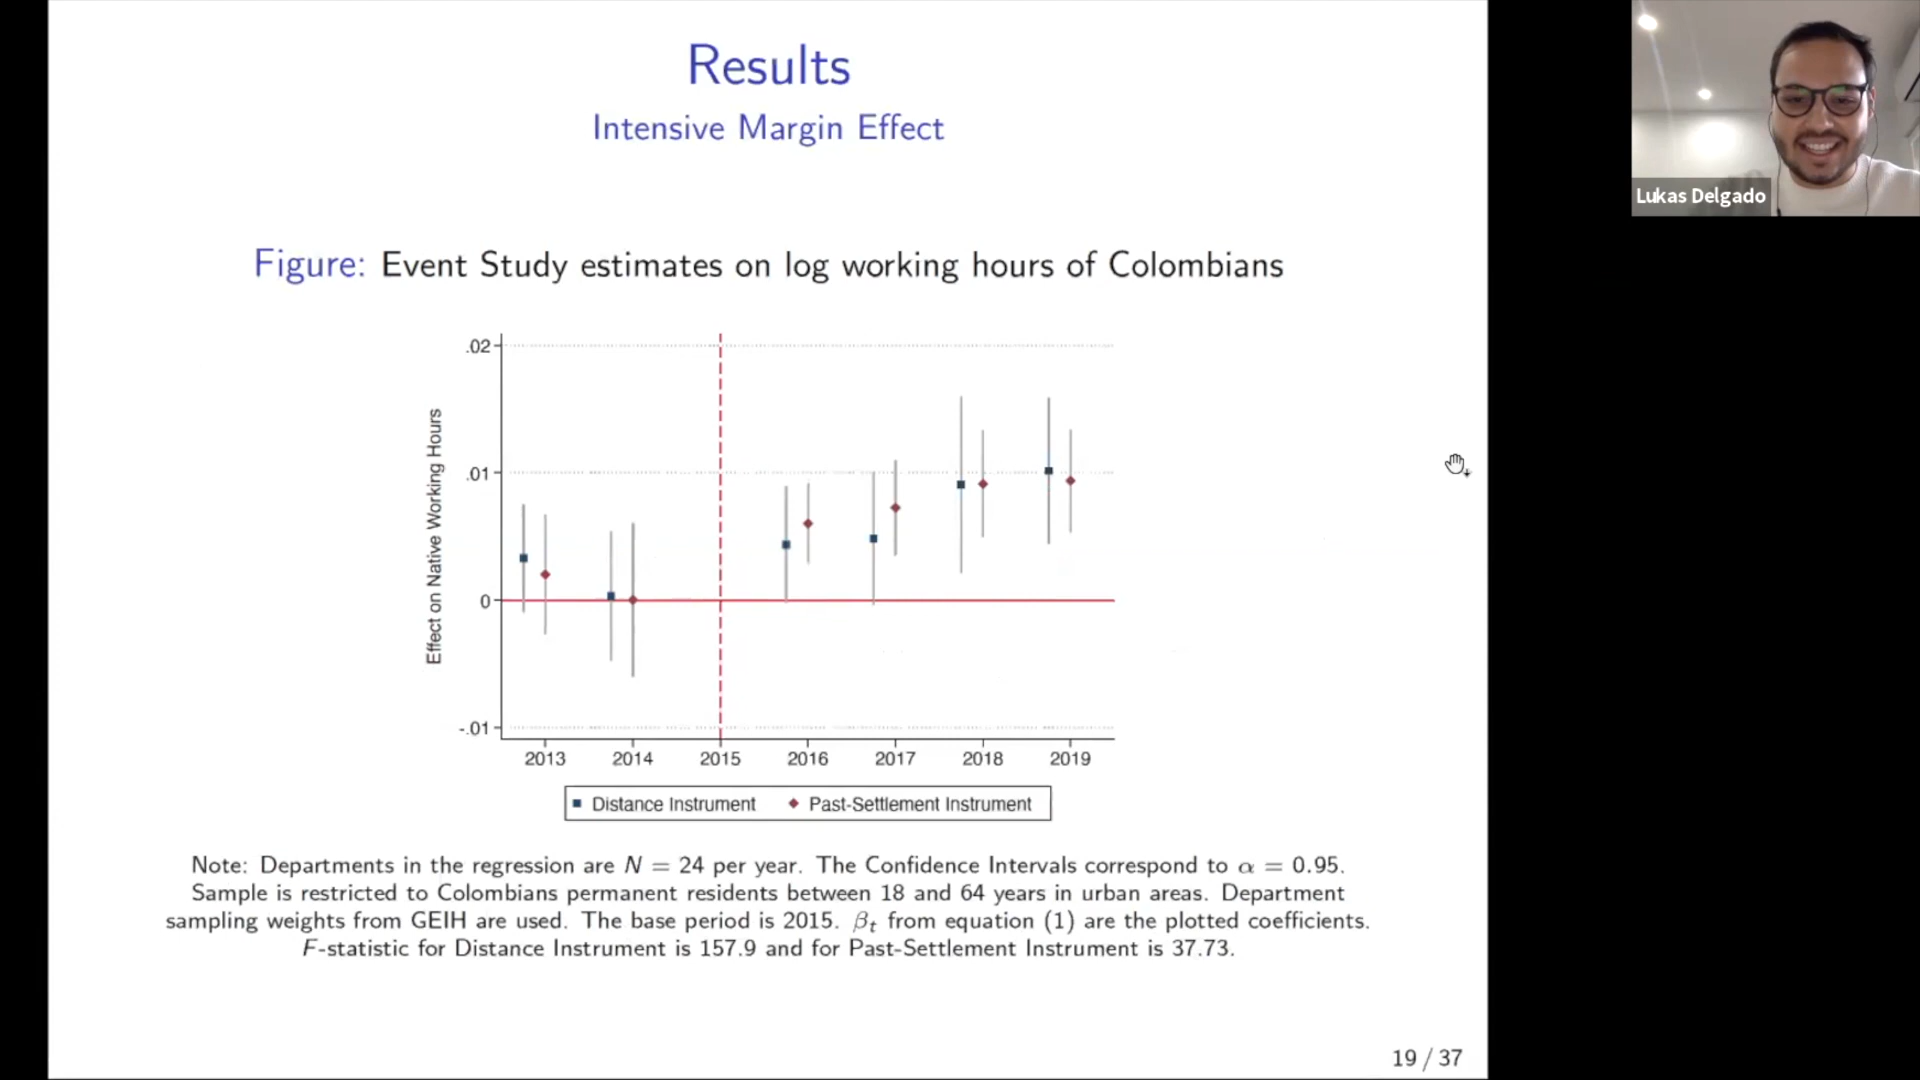 Results
Intensive Margin Effect
Lukas Delgado
Figure: Event Study estimates on log working hours of Colombians
Effect on Native Working Hours
.02
.01
0
-.01
2013 2014 2015 2016 2017 2018 2019
Distance Instrument Past-Settlement Instrument
Note: Departments in the regression are N = 24 per year. The Confidence Intervals correspond to α = 0.95.
Sample is restricted to Colombians permanent residents between 18 and 64 years in urban areas. Department
sampling weights from GEIH are used. The base period is 2015. βt from equation (1) are the plotted coefficients.
F-statistic for Distance Instrument is 157.9 and for Past-Settlement Instrument is 37.73.
19 / 37